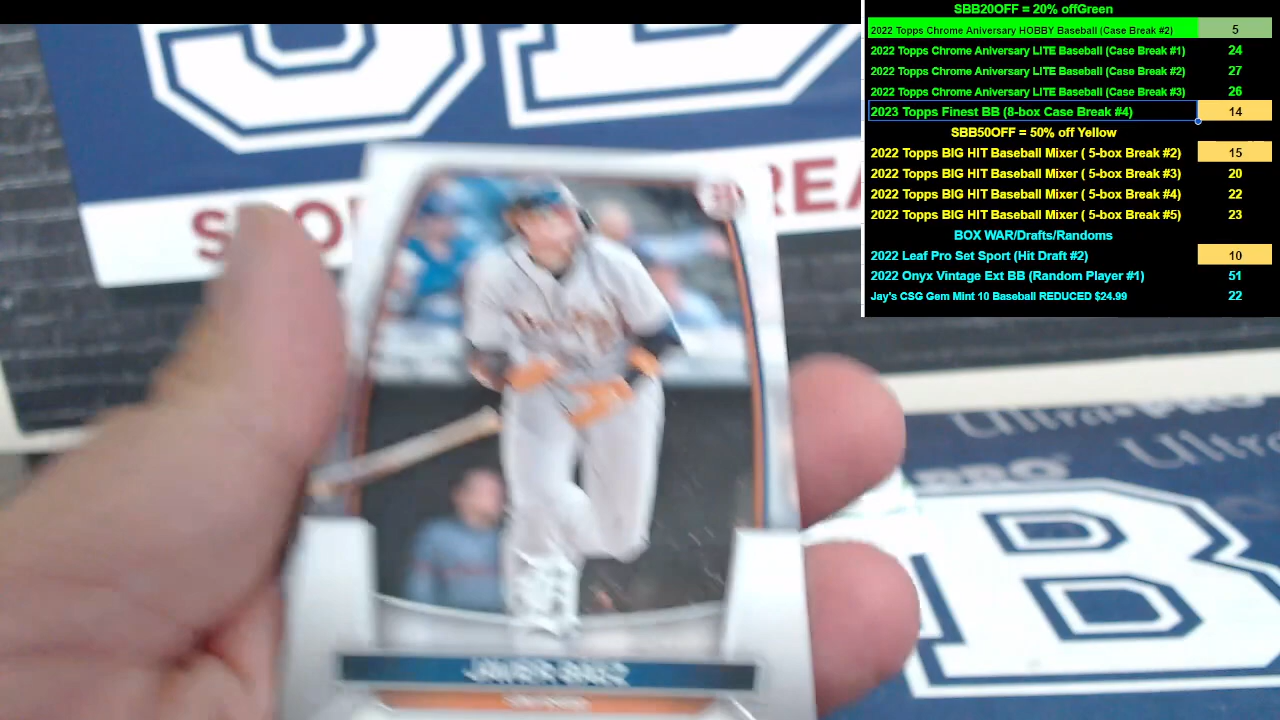 SBB20OFF = 20% offGreen
2022 Topps Chrome Aniversary HOBBY Baseball (Case Break #2) 5
2022 Topps Chrome Aniversary LITE Baseball (Case Break #1) 24
2022 Topps Chrome Aniversary LITE Baseball (Case Break #2) 27
2022 Topps Chrome Aniversary LITE Baseball (Case Break #3) 26
2023 Topps Finest BB (8-box Case Break #4) 14
SBB50OFF = 50% off Yellow
2022 Topps BIG HIT Baseball Mixer ( 5-box Break #2) 15
2022 Topps BIG HIT Baseball Mixer ( 5-box Break #3) 20
2022 Topps BIG HIT Baseball Mixer ( 5-box Break #4) 22
2022 Topps BIG HIT Baseball Mixer ( 5-box Break #5) 23
BOX WAR/Drafts/Randoms
2022 Leaf Pro Set Sport (Hit Draft #2) 10
2022 Onyx Vintage Ext BB (Random Player #1) 51
Jay's CSG Gem Mint 10 Baseball REDUCED $24.99 22
Ultra PRO
Ultra
PRO
B
JAVIER BAEZ